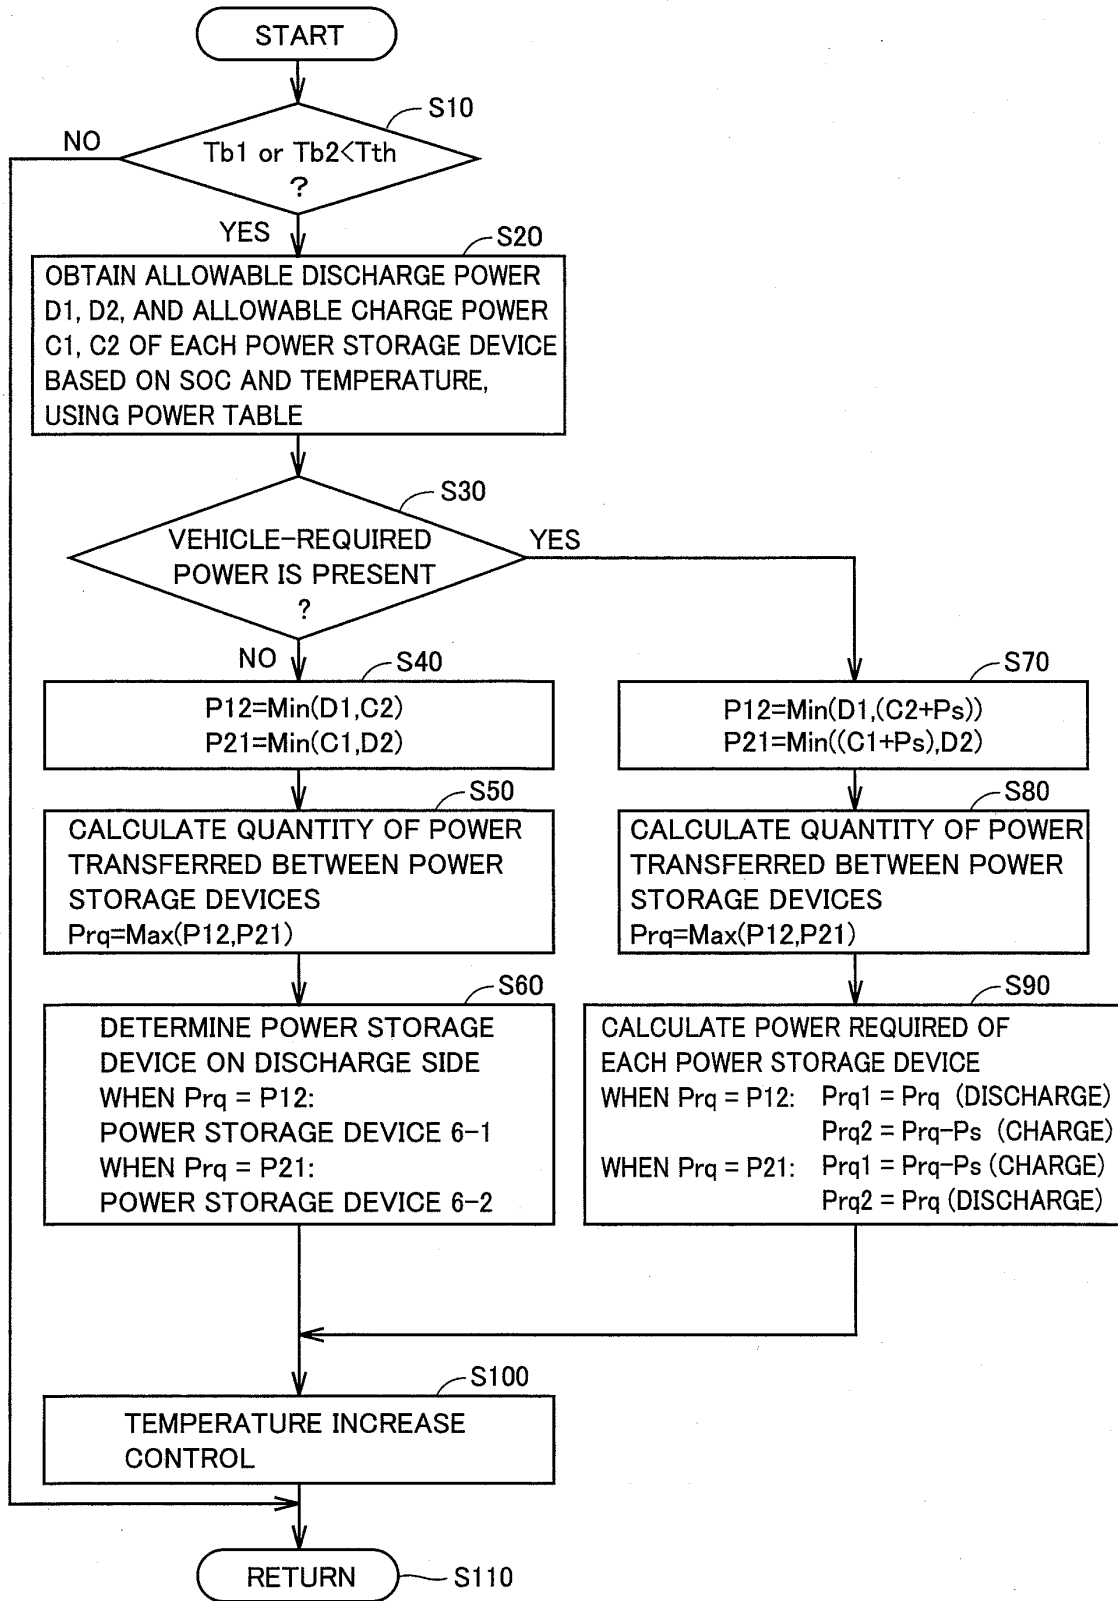 START
S10
NO
Tb1 or Tb2<Tth
?
YES
S20
OBTAIN ALLOWABLE DISCHARGE POWER
D1, D2, AND ALLOWABLE CHARGE POWER
C1, C2 OF EACH POWER STORAGE DEVICE
BASED ON SOC AND TEMPERATURE,
USING POWER TABLE
S30
VEHICLE-REQUIRED
POWER IS PRESENT
?
YES
NO
S40
P12=Min(D1,C2)
P21=Min(C1,D2)
S50
CALCULATE QUANTITY OF POWER
TRANSFERRED BETWEEN POWER
STORAGE DEVICES
Prq=Max(P12,P21)
S60
DETERMINE POWER STORAGE
DEVICE ON DISCHARGE SIDE
WHEN Prq = P12:
POWER STORAGE DEVICE 6-1
WHEN Prq = P21:
POWER STORAGE DEVICE 6-2
S70
P12=Min(D1,(C2+Ps))
P21=Min((C1+Ps),D2)
S80
CALCULATE QUANTITY OF POWER
TRANSFERRED BETWEEN POWER
STORAGE DEVICES
Prq=Max(P12,P21)
S90
CALCULATE POWER REQUIRED OF
EACH POWER STORAGE DEVICE
WHEN Prq = P12: Prq1 = Prq (DISCHARGE)
Prq2 = Prq-Ps (CHARGE)
WHEN Prq = P21: Prq1 = Prq-Ps (CHARGE)
Prq2 = Prq (DISCHARGE)
S100
TEMPERATURE INCREASE
CONTROL
RETURN
S110